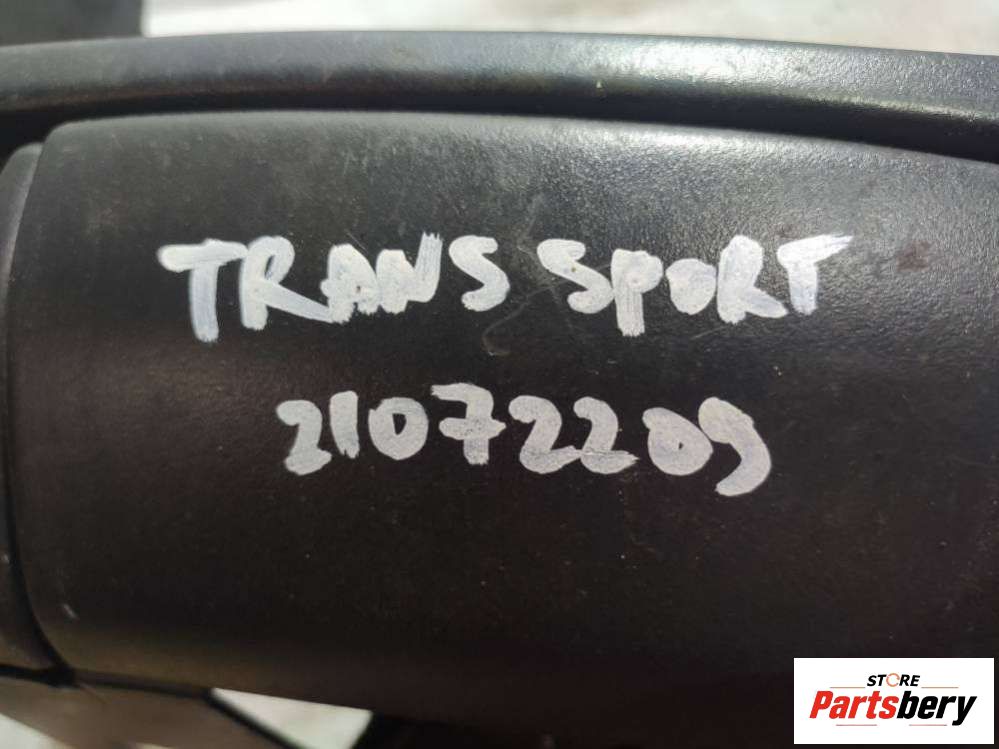 TRANS SPORT
21072209
STORE
Partsbery